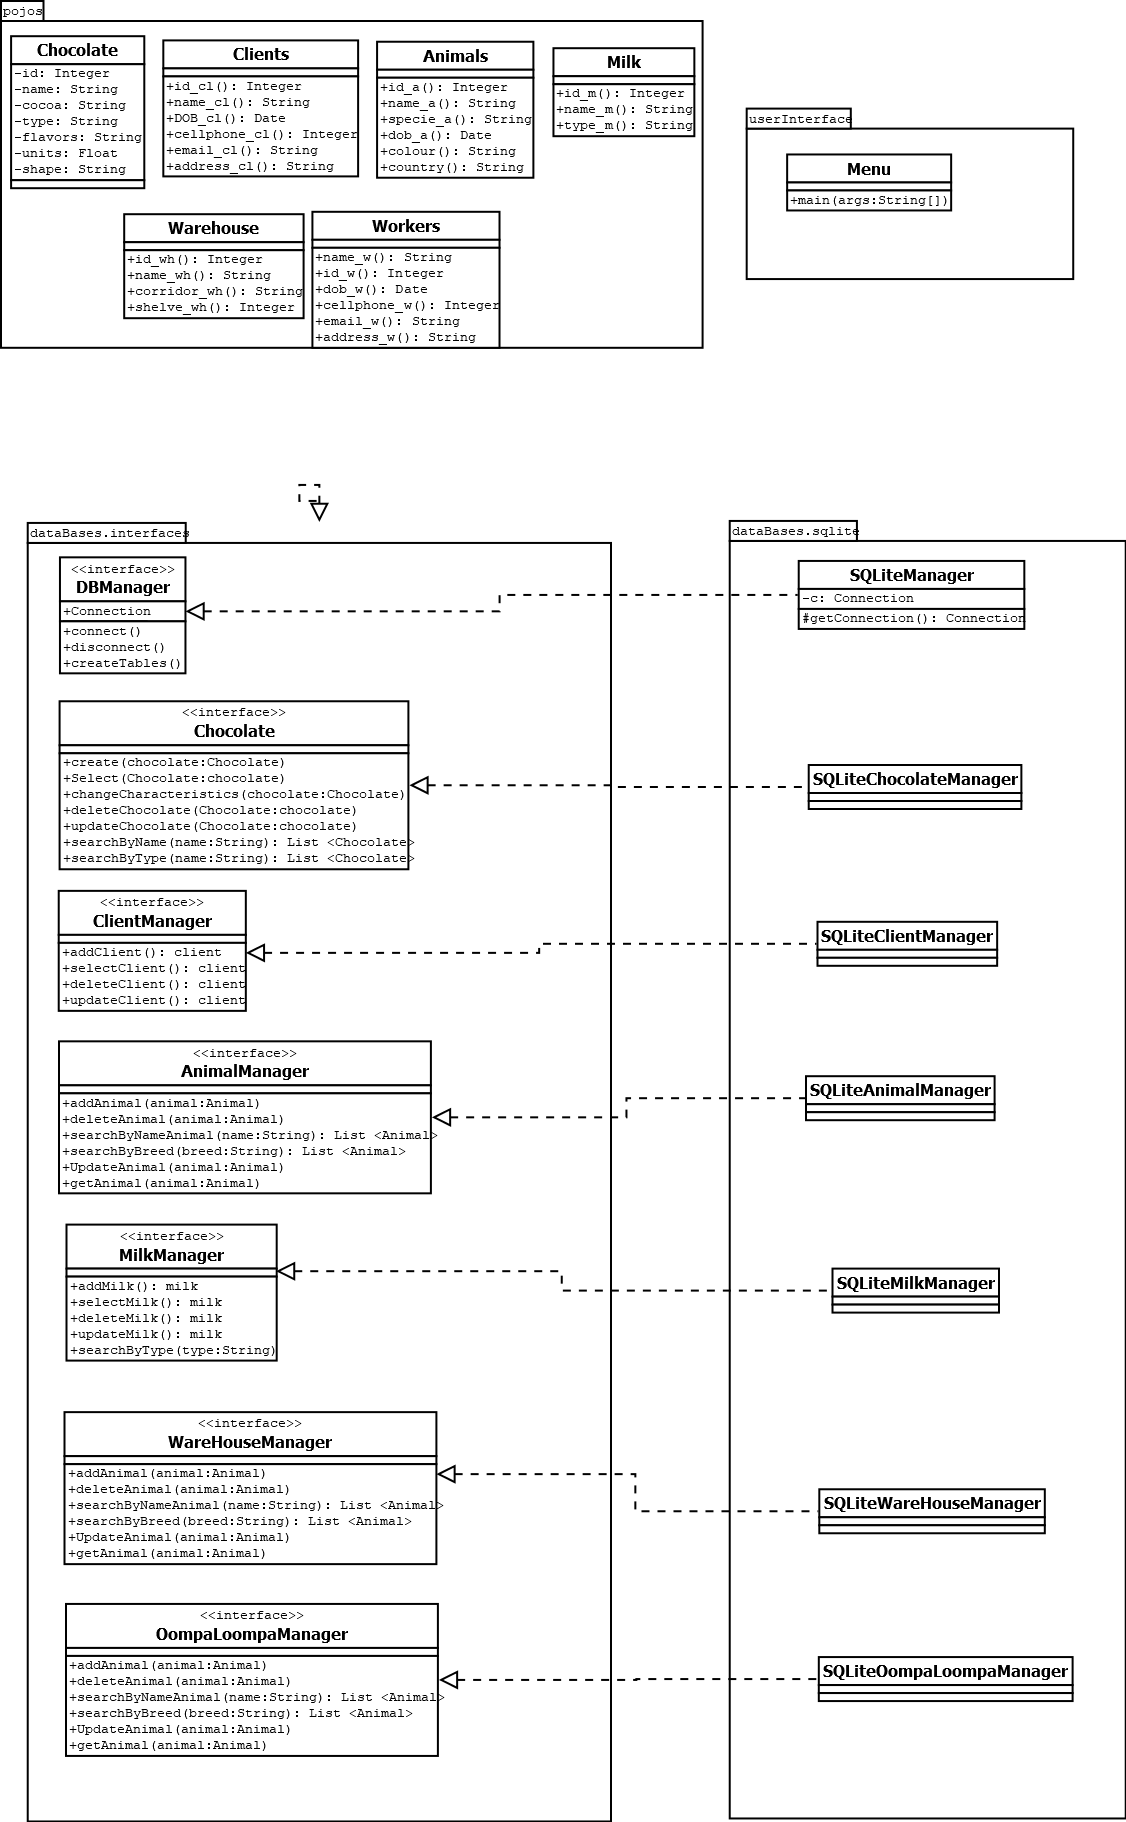 pojos
Chocolate
-id: Integer
-name: String
-cocoa: String
-type: String
-flavors: String
-units: Float
-shape: String
Clients
+id_cl(): Integer
+name_cl(): String
+DOB_cl(): Date
+cellphone_cl(): Integer
+email_cl(): String
+address_cl(): String
Animals
+id_a(): Integer
+name_a(): String
+specie_a(): String
+dob_a(): Date
+colour(): String
+country(): String
Milk
+id_m(): Integer
+name_m(): String
+type_m(): String
Warehouse
+id_wh(): Integer
+name_wh(): String
+corridor_wh(): String
+shelve_wh(): Integer
Workers
+name_w(): String
+id_w(): Integer
+dob_w(): Date
+cellphone_w(): Integer
+email_w(): String
+address_w(): String
userInterface
Menu
+main(args:String[])
dataBases.interfaces
<<interface>>
DBManager
+Connection
+connect()
+disconnect()
+createTables()
<<interface>>
Chocolate
+create(chocolate:Chocolate)
+Select(Chocolate:chocolate)
+changeCharacteristics(chocolate:Chocolate)
+deleteChocolate(Chocolate:chocolate)
+updateChocolate(Chocolate:chocolate)
+searchByName(name:String): List <Chocolate>
+searchByType(name:String): List <Chocolate>
<<interface>>
ClientManager
+addClient(): client
+selectClient(): client
+deleteClient(): client
+updateClient(): client
<<interface>>
AnimalManager
+addAnimal(animal:Animal)
+deleteAnimal(animal:Animal)
+searchByNameAnimal(name:String): List <Animal>
+searchByBreed(breed:String): List <Animal>
+UpdateAnimal(animal:Animal)
+getAnimal(animal:Animal)
<<interface>>
MilkManager
+addMilk(): milk
+selectMilk(): milk
+deleteMilk(): milk
+updateMilk(): milk
+searchByType(type:String)
<<interface>>
WareHouseManager
+addAnimal(animal:Animal)
+deleteAnimal(animal:Animal)
+searchByNameAnimal(name:String): List <Animal>
+searchByBreed(breed:String): List <Animal>
+UpdateAnimal(animal:Animal)
+getAnimal(animal:Animal)
<<interface>>
OompaLoompaManager
+addAnimal(animal:Animal)
+deleteAnimal(animal:Animal)
+searchByNameAnimal(name:String): List <Animal>
+searchByBreed(breed:String): List <Animal>
+UpdateAnimal(animal:Animal)
+getAnimal(animal:Animal)
dataBases.sqlite
SQLiteManager
-c: Connection
#getConnection(): Connection
SQLiteChocolateManager
SQLiteClientManager
SQLiteAnimalManager
SQLiteMilkManager
SQLiteWareHouseManager
SQLiteOompaLoompaManager